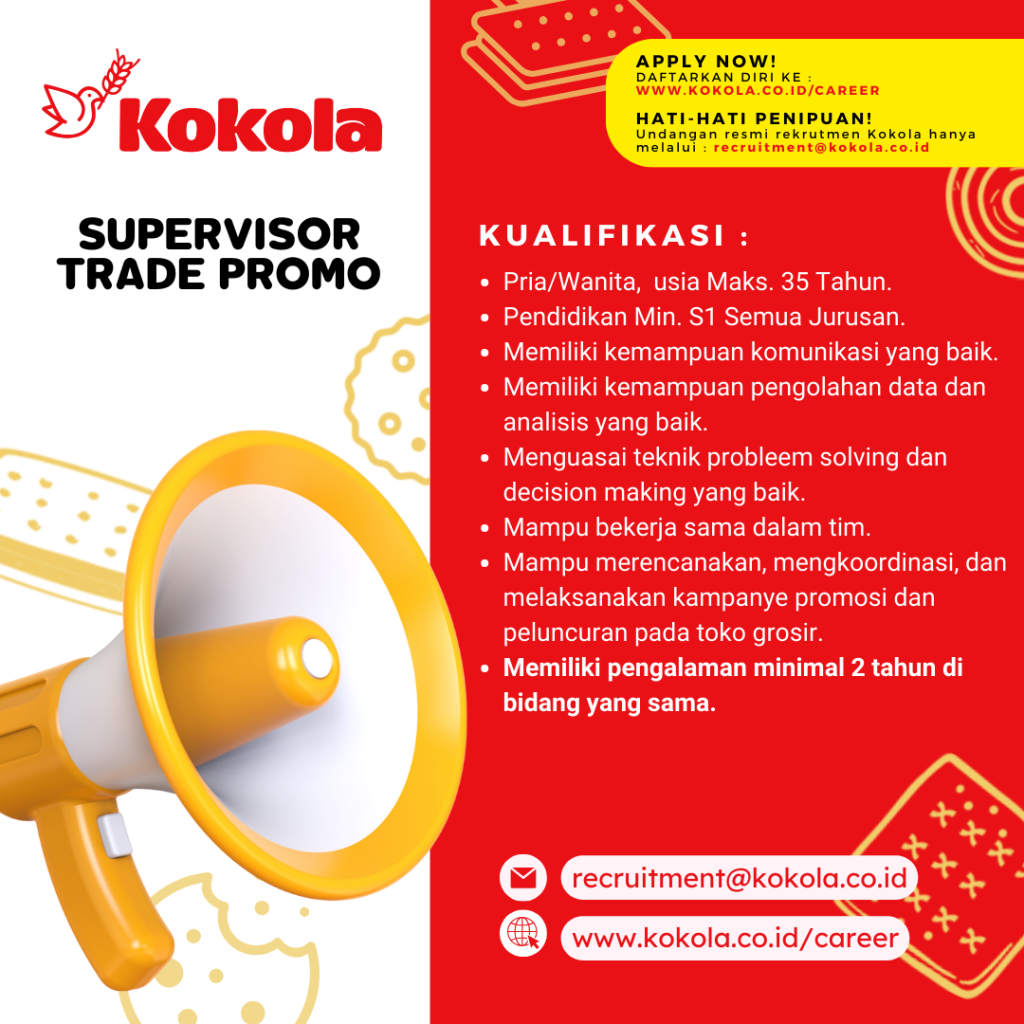 Kokola
SUPERVISOR
TRADE PROMO
APPLY NOW!
DAFTARKAN DIRI KE :
WWW.KOKOLA.CO.ID/CAREER
HATI-HATI PENIPUAN!
Undangan resmi rekrutmen Kokola hanya
melalui : recruitment@kokola.co.id
KUALIFIKASI :
• Pria/Wanita, usia Maks. 35 Tahun.
• Pendidikan Min. S1 Semua Jurusan.
• Memiliki kemampuan komunikasi yang baik.
• Memiliki kemampuan pengolahan data dan
analisis yang baik.
• Menguasai teknik probleem solving dan
decision making yang baik.
• Mampu bekerja sama dalam tim.
• Mampu merencanakan, mengkoordinasi, dan
melaksanakan kampanye promosi dan
peluncuran pada toko grosir.
• Memiliki pengalaman minimal 2 tahun di
bidang yang sama.
recruitment@kokola.co.id
www.kokola.co.id/career